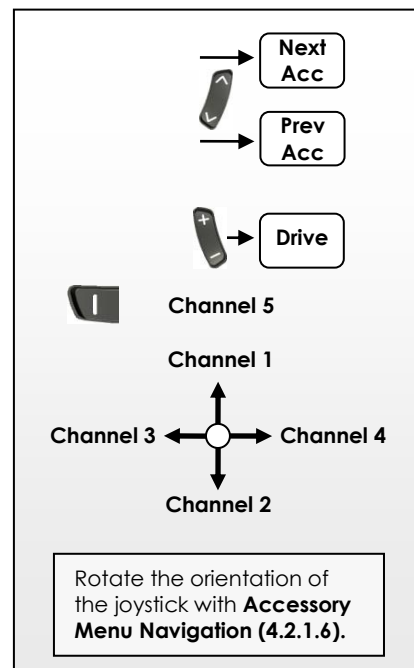 Next
Acc
Prev
Acc
+
–
Drive
Channel 5
Channel 1
Channel 3
Channel 4
Channel 2
Rotate the orientation of
the joystick with Accessory
Menu Navigation (4.2.1.6).